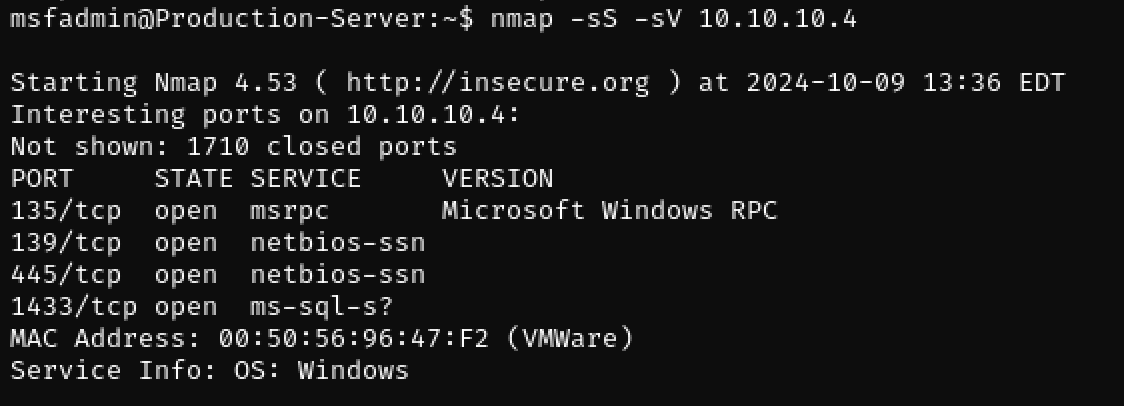 msfadmin@Production-Server:~$ nmap -sS -sV 10.10.10.4
Starting Nmap 4.53 ( http://insecure.org ) at 2024-10-09 13:36 EDT
Interesting ports on 10.10.10.4:
Not shown: 1710 closed ports
PORT     STATE SERVICE     VERSION
135/tcp  open  msrpc       Microsoft Windows RPC
139/tcp  open  netbios-ssn
445/tcp  open  netbios-ssn
1433/tcp open  ms-sql-s?
MAC Address: 00:50:56:96:47:F2 (VMWare)
Service Info: OS: Windows